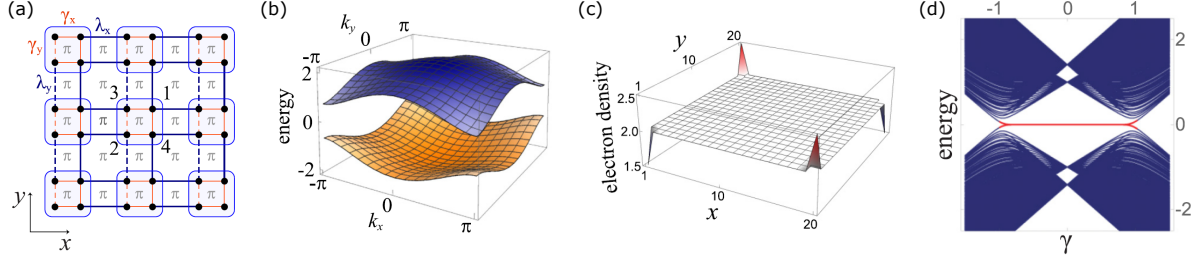 (a)
γx
λx
γy
π π π π π
λy
π π π π π
3 1
π π π π π
2 4
π π π π π
π π π π π
y
x
(b)
ky
π
0
-π
2
energy
0
-2
-π
0
kx
π
(c)
y
20
10
1
2.5
electron density
2.0
1.5
1
10
x
20
(d)
-1 0 1
energy
2
0
-2
γ